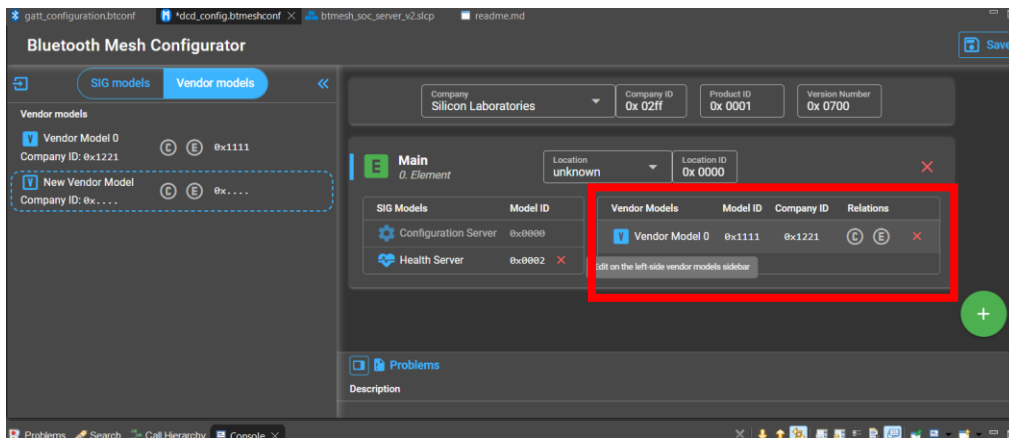 gatt_configuration.btconf
*dcd_config.btmeshconf
btmesh_soc_server_v2.slcp
readme.md
Bluetooth Mesh Configurator
Save
SIG models
Vendor models
Vendor models
V
Vendor Model 0
Company ID: 0x1221
C
E
0x1111
V
New Vendor Model
Company ID: 0x....
C
E
0x....
Company
Silicon Laboratories
Company ID
0x 02ff
Product ID
0x 0001
Version Number
0x 0700
E
Main
0. Element
Location
unknown
Location ID
0x 0000
SIG Models Model ID
Configuration Server 0x0000
Health Server 0x0002
Vendor Models Model ID Company ID Relations
V Vendor Model 0 0x1111 0x1221 C E
Edit on the left-side vendor models sidebar
Problems
Description
Problems
Search
Call Hierarchy
Console